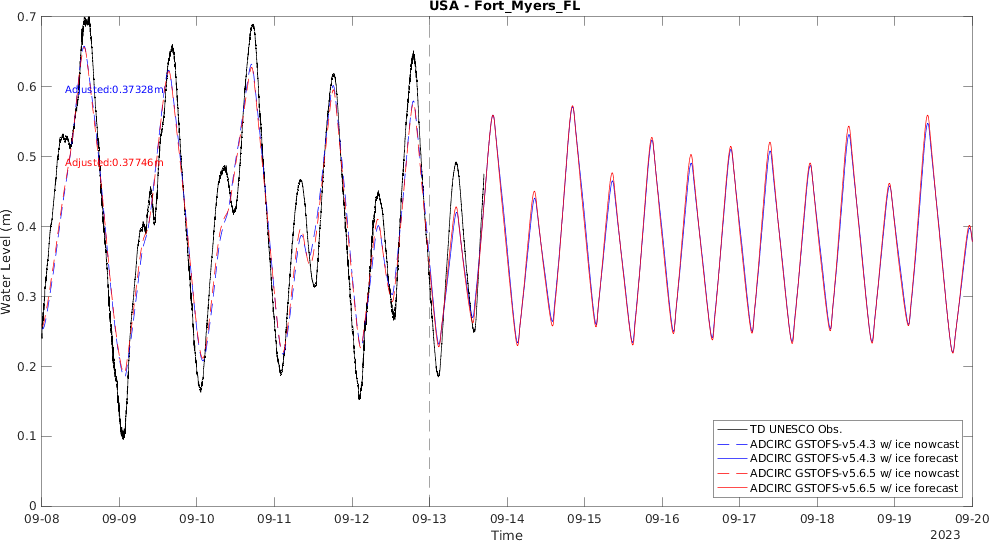 USA - Fort_Myers_FL
0.7
0.6
0.5
0.4
0.3
0.2
0.1
0
Water Level (m)
Adjusted:0.37328m
Adjusted:0.37746m
TD UNESCO Obs.
ADCIRC GSTOFS-v5.4.3 w/ ice nowcast
ADCIRC GSTOFS-v5.4.3 w/ ice forecast
ADCIRC GSTOFS-v5.6.5 w/ ice nowcast
ADCIRC GSTOFS-v5.6.5 w/ ice forecast
09-08 09-09 09-10 09-11 09-12 09-13 09-14 09-15 09-16 09-17 09-18 09-19 09-20
Time
2023